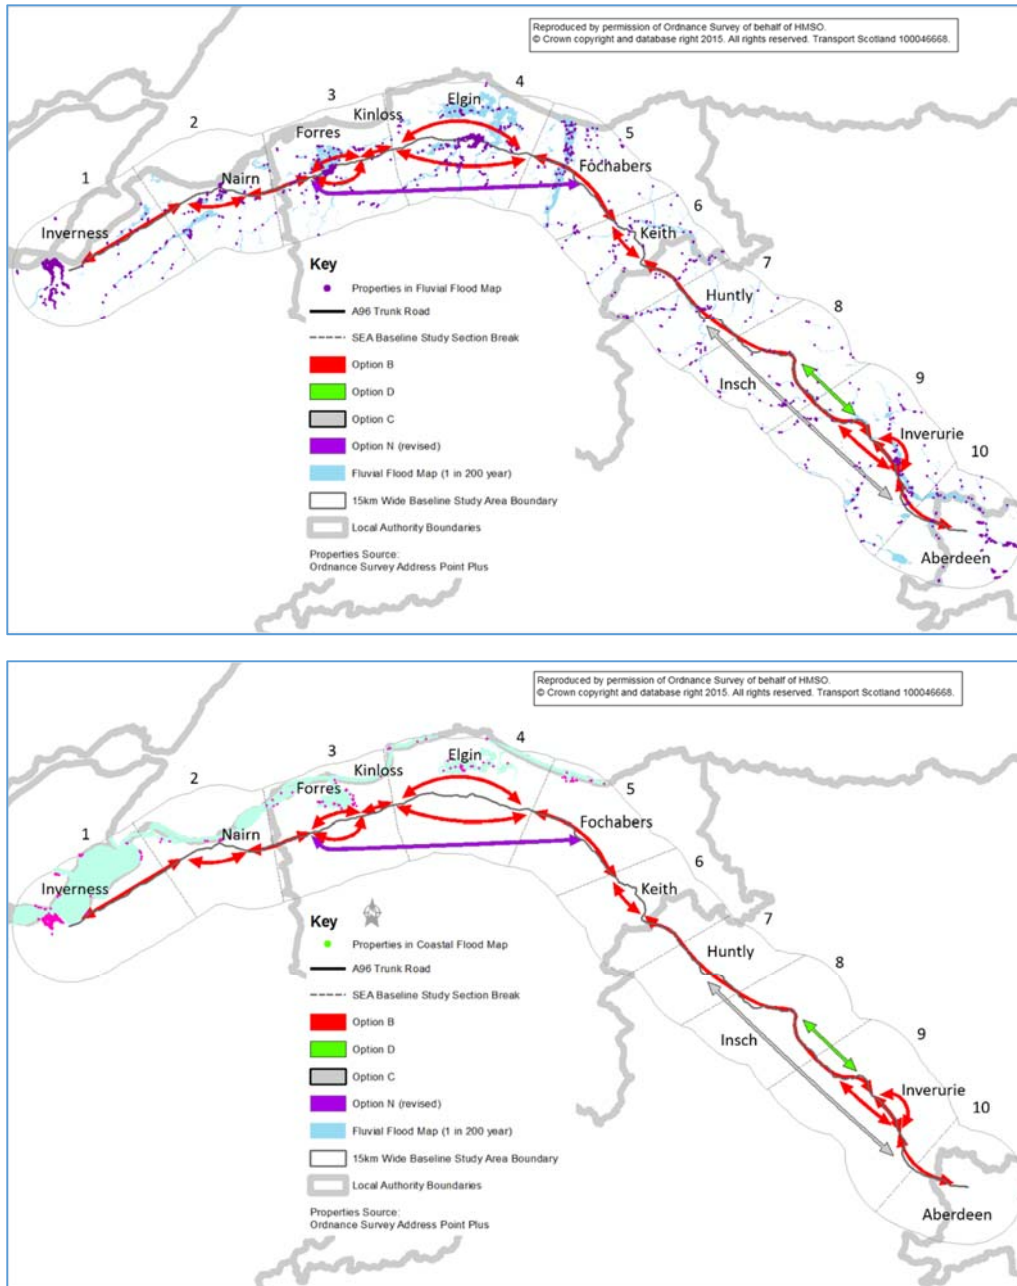 Reproduced by permission of Ordnance Survey of behalf of HMSO.
© Crown copyright and database right 2015. All rights reserved. Transport Scotland 100046668.
4
Elgin
3
Kinloss
2
Forres
5
Fochabers
1
Nairn
6
Inverness
Keith
7
Key
Huntly
Properties in Fluvial Flood Map
8
A96 Trunk Road
SEA Baseline Study Section Break
Option B
Insch
9
Option D
Option C
Inverurie
Option N (revised)
10
Fluvial Flood Map (1 in 200 year)
15km Wide Baseline Study Area Boundary
Local Authority Boundaries
Properties Source:
Ordnance Survey Address Point Plus
Aberdeen
Reproduced by permission of Ordnance Survey of behalf of HMSO.
© Crown copyright and database right 2015. All rights reserved. Transport Scotland 100046668.
4
Elgin
3
Kinloss
2
Forres
5
Fochabers
1
Nairn
6
Inverness
Keith
7
Key
Properties in Coastal Flood Map
Huntly
8
A96 Trunk Road
SEA Baseline Study Section Break
Option B
Insch
9
Option D
Option C
Inverurie
Option N (revised)
10
Fluvial Flood Map (1 in 200 year)
15km Wide Baseline Study Area Boundary
Local Authority Boundaries
Properties Source:
Ordnance Survey Address Point Plus
Aberdeen